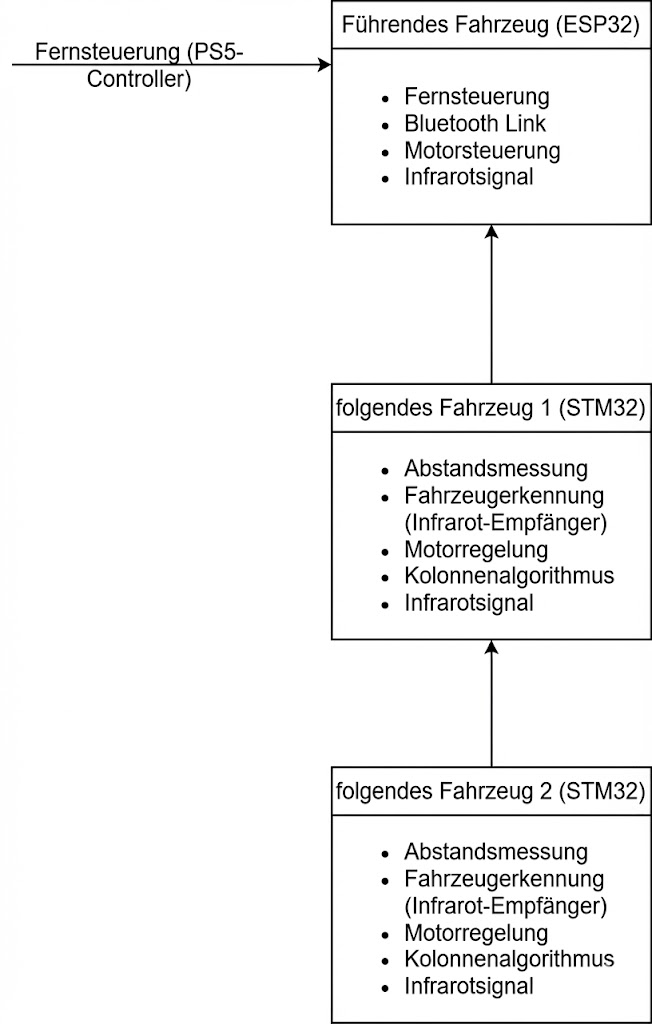 Führendes Fahrzeug (ESP32)
Fernsteuerung (PS5-
Controller)
Fernsteuerung
Bluetooth Link
Motorsteuerung
Infrarotsignal
folgendes Fahrzeug 1 (STM32)
Abstandsmessung
Fahrzeugerkennung
(Infrarot-Empfänger)
Motorregelung
Kolonnenalgorithmus
Infrarotsignal
folgendes Fahrzeug 2 (STM32)
Abstandsmessung
Fahrzeugerkennung
(Infrarot-Empfänger)
Motorregelung
Kolonnenalgorithmus
Infrarotsignal